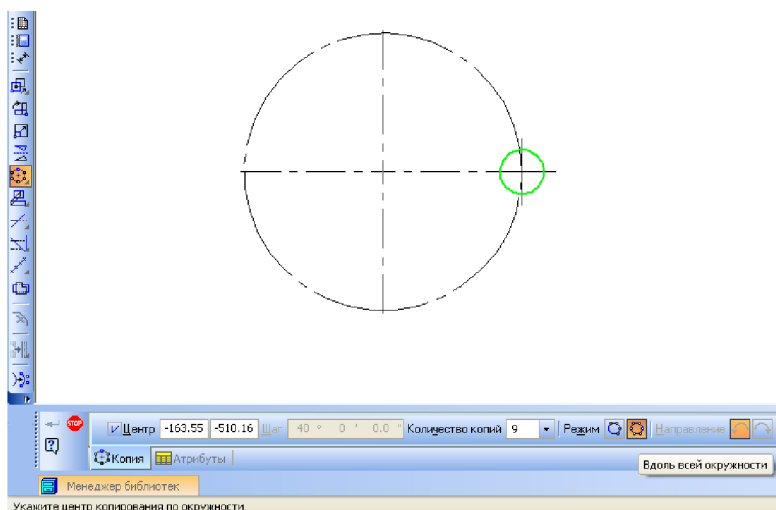 STOP Центр -163.55 -510.16 Шаг 40 ° 0 ' 0.0 " Количество копий 9 Режим Направление
Копия Атрибуты
Вдоль всей окружности
Менеджер библиотек
Укажите центр копирования по окружности